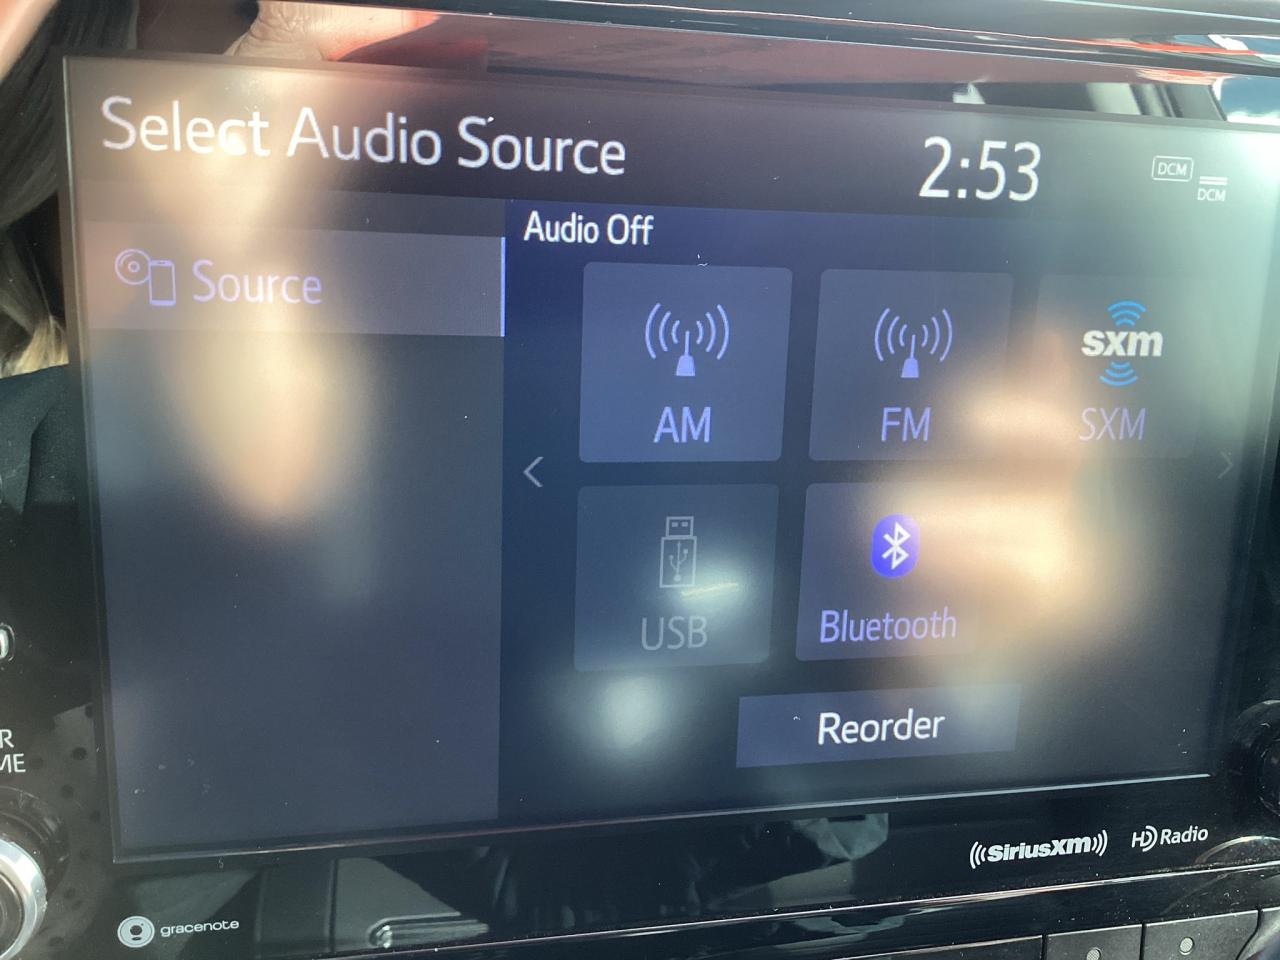 Select Audio Source
2:53
DCM
DCM
Audio Off
Source
AM
FM
sxm
SXM
USB
Bluetooth
Reorder
R
ME
SiriusXM
HD Radio
gracenote